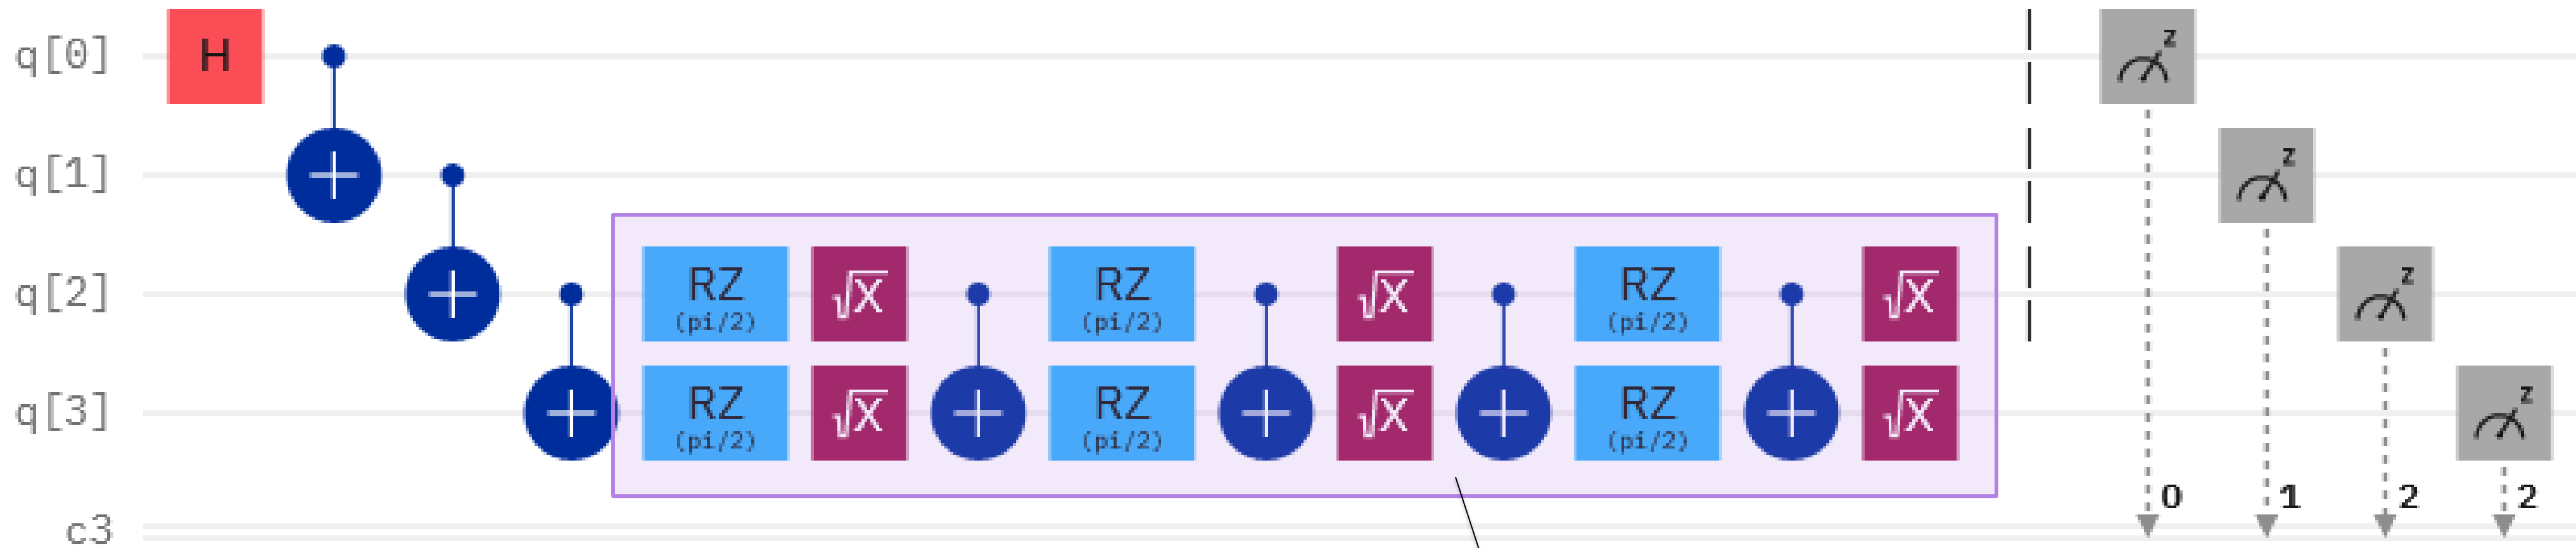 q[0] H z
q[1] z
q[2] RZ (pi/2) √X RZ (pi/2) √X RZ (pi/2) √X z
q[3] RZ (pi/2) √X RZ (pi/2) √X RZ (pi/2) √X z
c3 0 1 2 2